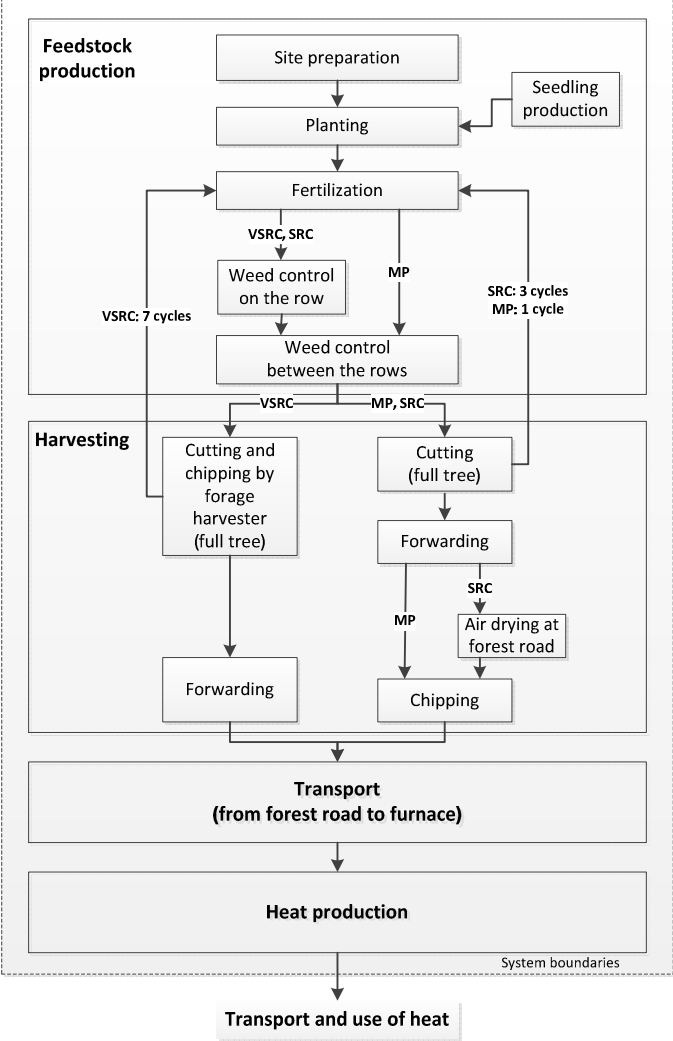 Feedstock
production
Site preparation
Seedling
production
Planting
Fertilization
VSRC, SRC
MP
Weed control
on the row
SRC: 3 cycles
MP: 1 cycle
VSRC: 7 cycles
Weed control
between the rows
VSRC
MP, SRC
Harvesting
Cutting and
chipping by
forage
harvester
(full tree)
Cutting
(full tree)
Forwarding
SRC
MP
Air drying at
forest road
Forwarding
Chipping
Transport
(from forest road to furnace)
Heat production
System boundaries
Transport and use of heat